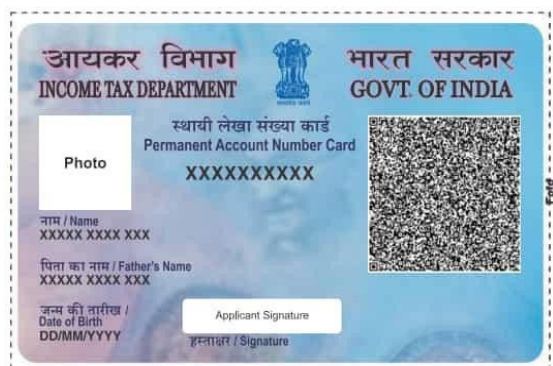 आयकर विभाग
INCOME TAX DEPARTMENT
भारत सरकार
GOVT. OF INDIA
स्थायी लेखा संख्या कार्ड
Permanent Account Number Card
XXXXXXXXXX
Photo
नाम / Name
XXXXX XXXX XXX
पिता का नाम / Father's Name
XXXXX XXXX XXX
जन्म की तारीख /
Date of Birth
DD/MM/YYYY
Applicant Signature
हस्ताक्षर / Signature